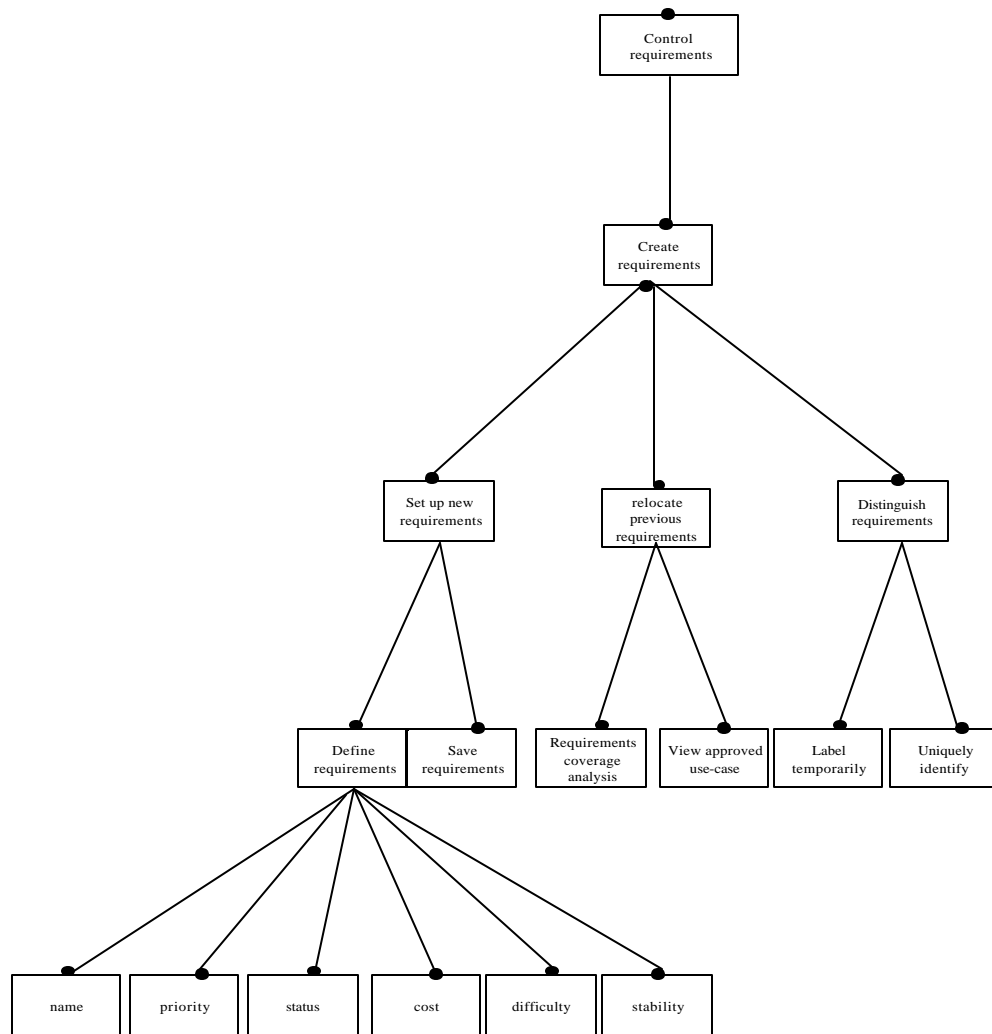 Control
requirements
Create
requirements
Set up new
requirements
relocate
previous
requirements
Distinguish
requirements
Define
requirements
Save
requirements
Requirements
coverage
analysis
View approved
use-case
Label
temporarily
Uniquely
identify
name
priority
status
cost
difficulty
stability